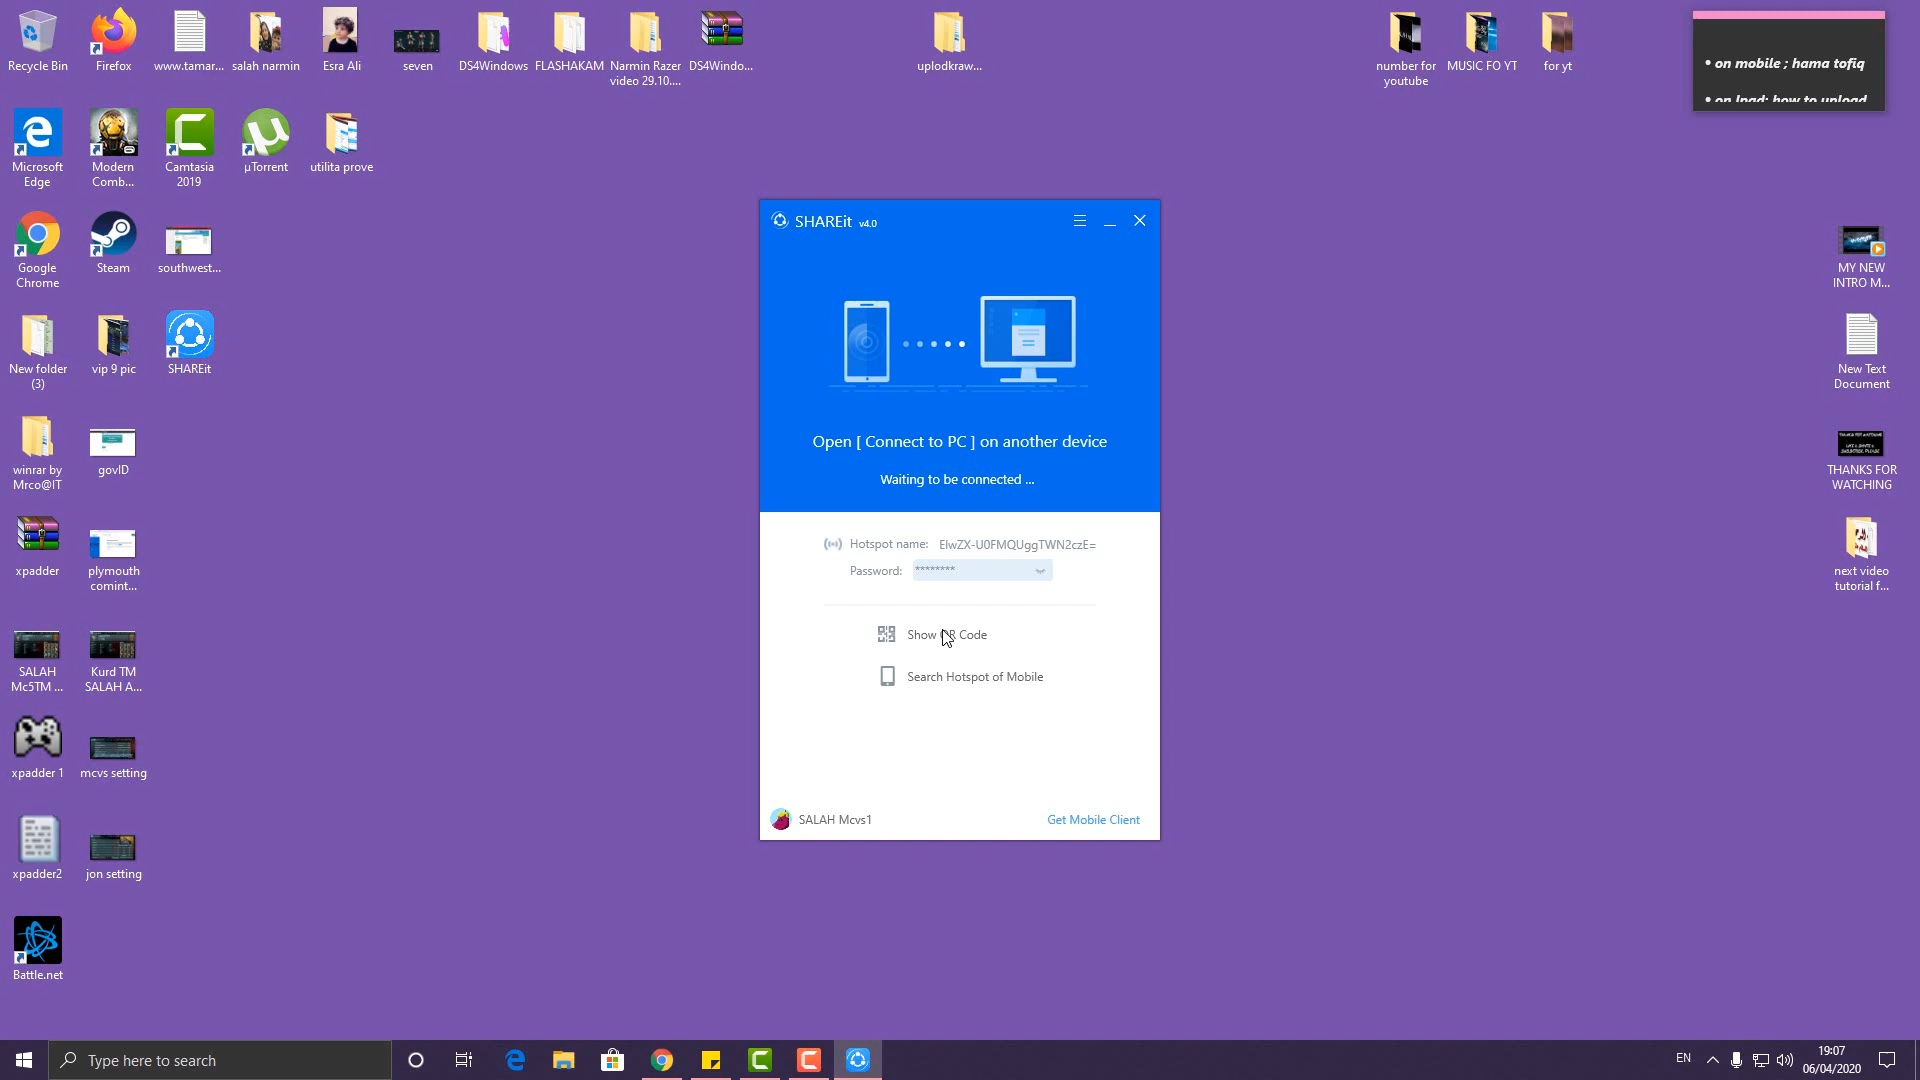 Recycle Bin
Firefox
www.tamar...
salah narmin
Esra Ali
seven
DS4Windows
FLASHAKAM
Narmin Razer
video 29.10....
DS4Windo...
uplodkraw...
number for
youtube
MUSIC FO YT
for yt
• on mobile ; hama tofiq
• on Ipad: how to upload
Microsoft
Edge
Modern
Comb...
Camtasia
2019
µTorrent
utilita prove
Google
Chrome
Steam
southwest...
MY NEW
INTRO M...
New folder
(3)
vip 9 pic
SHAREit
New Text
Document
winrar by
Mrco@IT
govID
THANKS FOR
WATCHING
xpadder
plymouth
comint...
next video
tutorial f...
SALAH
Mc5TM ...
Kurd TM
SALAH A...
xpadder 1
mcvs setting
xpadder2
jon setting
Battle.net
SHAREit v4.0
Open [ Connect to PC ] on another device
Waiting to be connected ...
Hotspot name: ElwZX-U0FMQUggTWN2czE=
Password: ********
Show QR Code
Search Hotspot of Mobile
SALAH Mcvs1
Get Mobile Client
Type here to search
EN
19:07
06/04/2020